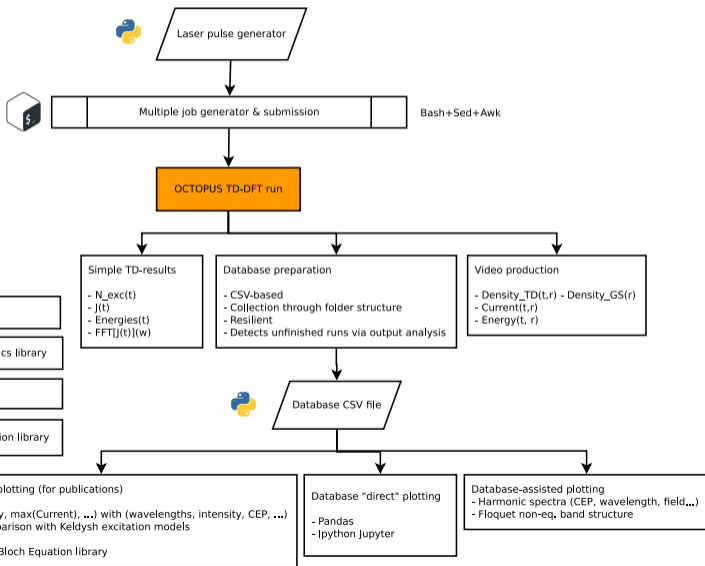 Laser pulse generator
Multiple job generator & submission
Bash+Sed+Awk
$_
OCTOPUS TD-DFT run
Simple TD-results
- N_exc(t)
- J(t)
- Energies(t)
- FFT[J(t)](w)
Database preparation
- CSV-based
- Collection through folder structure
- Resilient
- Detects unfinished runs via output analysis
Video production
- Density_TD(t,r) - Density_GS(r)
- Current(t,r)
- Energy(t, r)
cs library
ion library
Database CSV file
plotting (for publications)
y, max(Current), ...) with (wavelengths, intensity, CEP, ...)
parison with Keldysh excitation models
Bloch Equation library
Database "direct" plotting
- Pandas
- Ipython Jupyter
Database-assisted plotting
- Harmonic spectra (CEP, wavelength, field...)
- Floquet non-eq. band structure